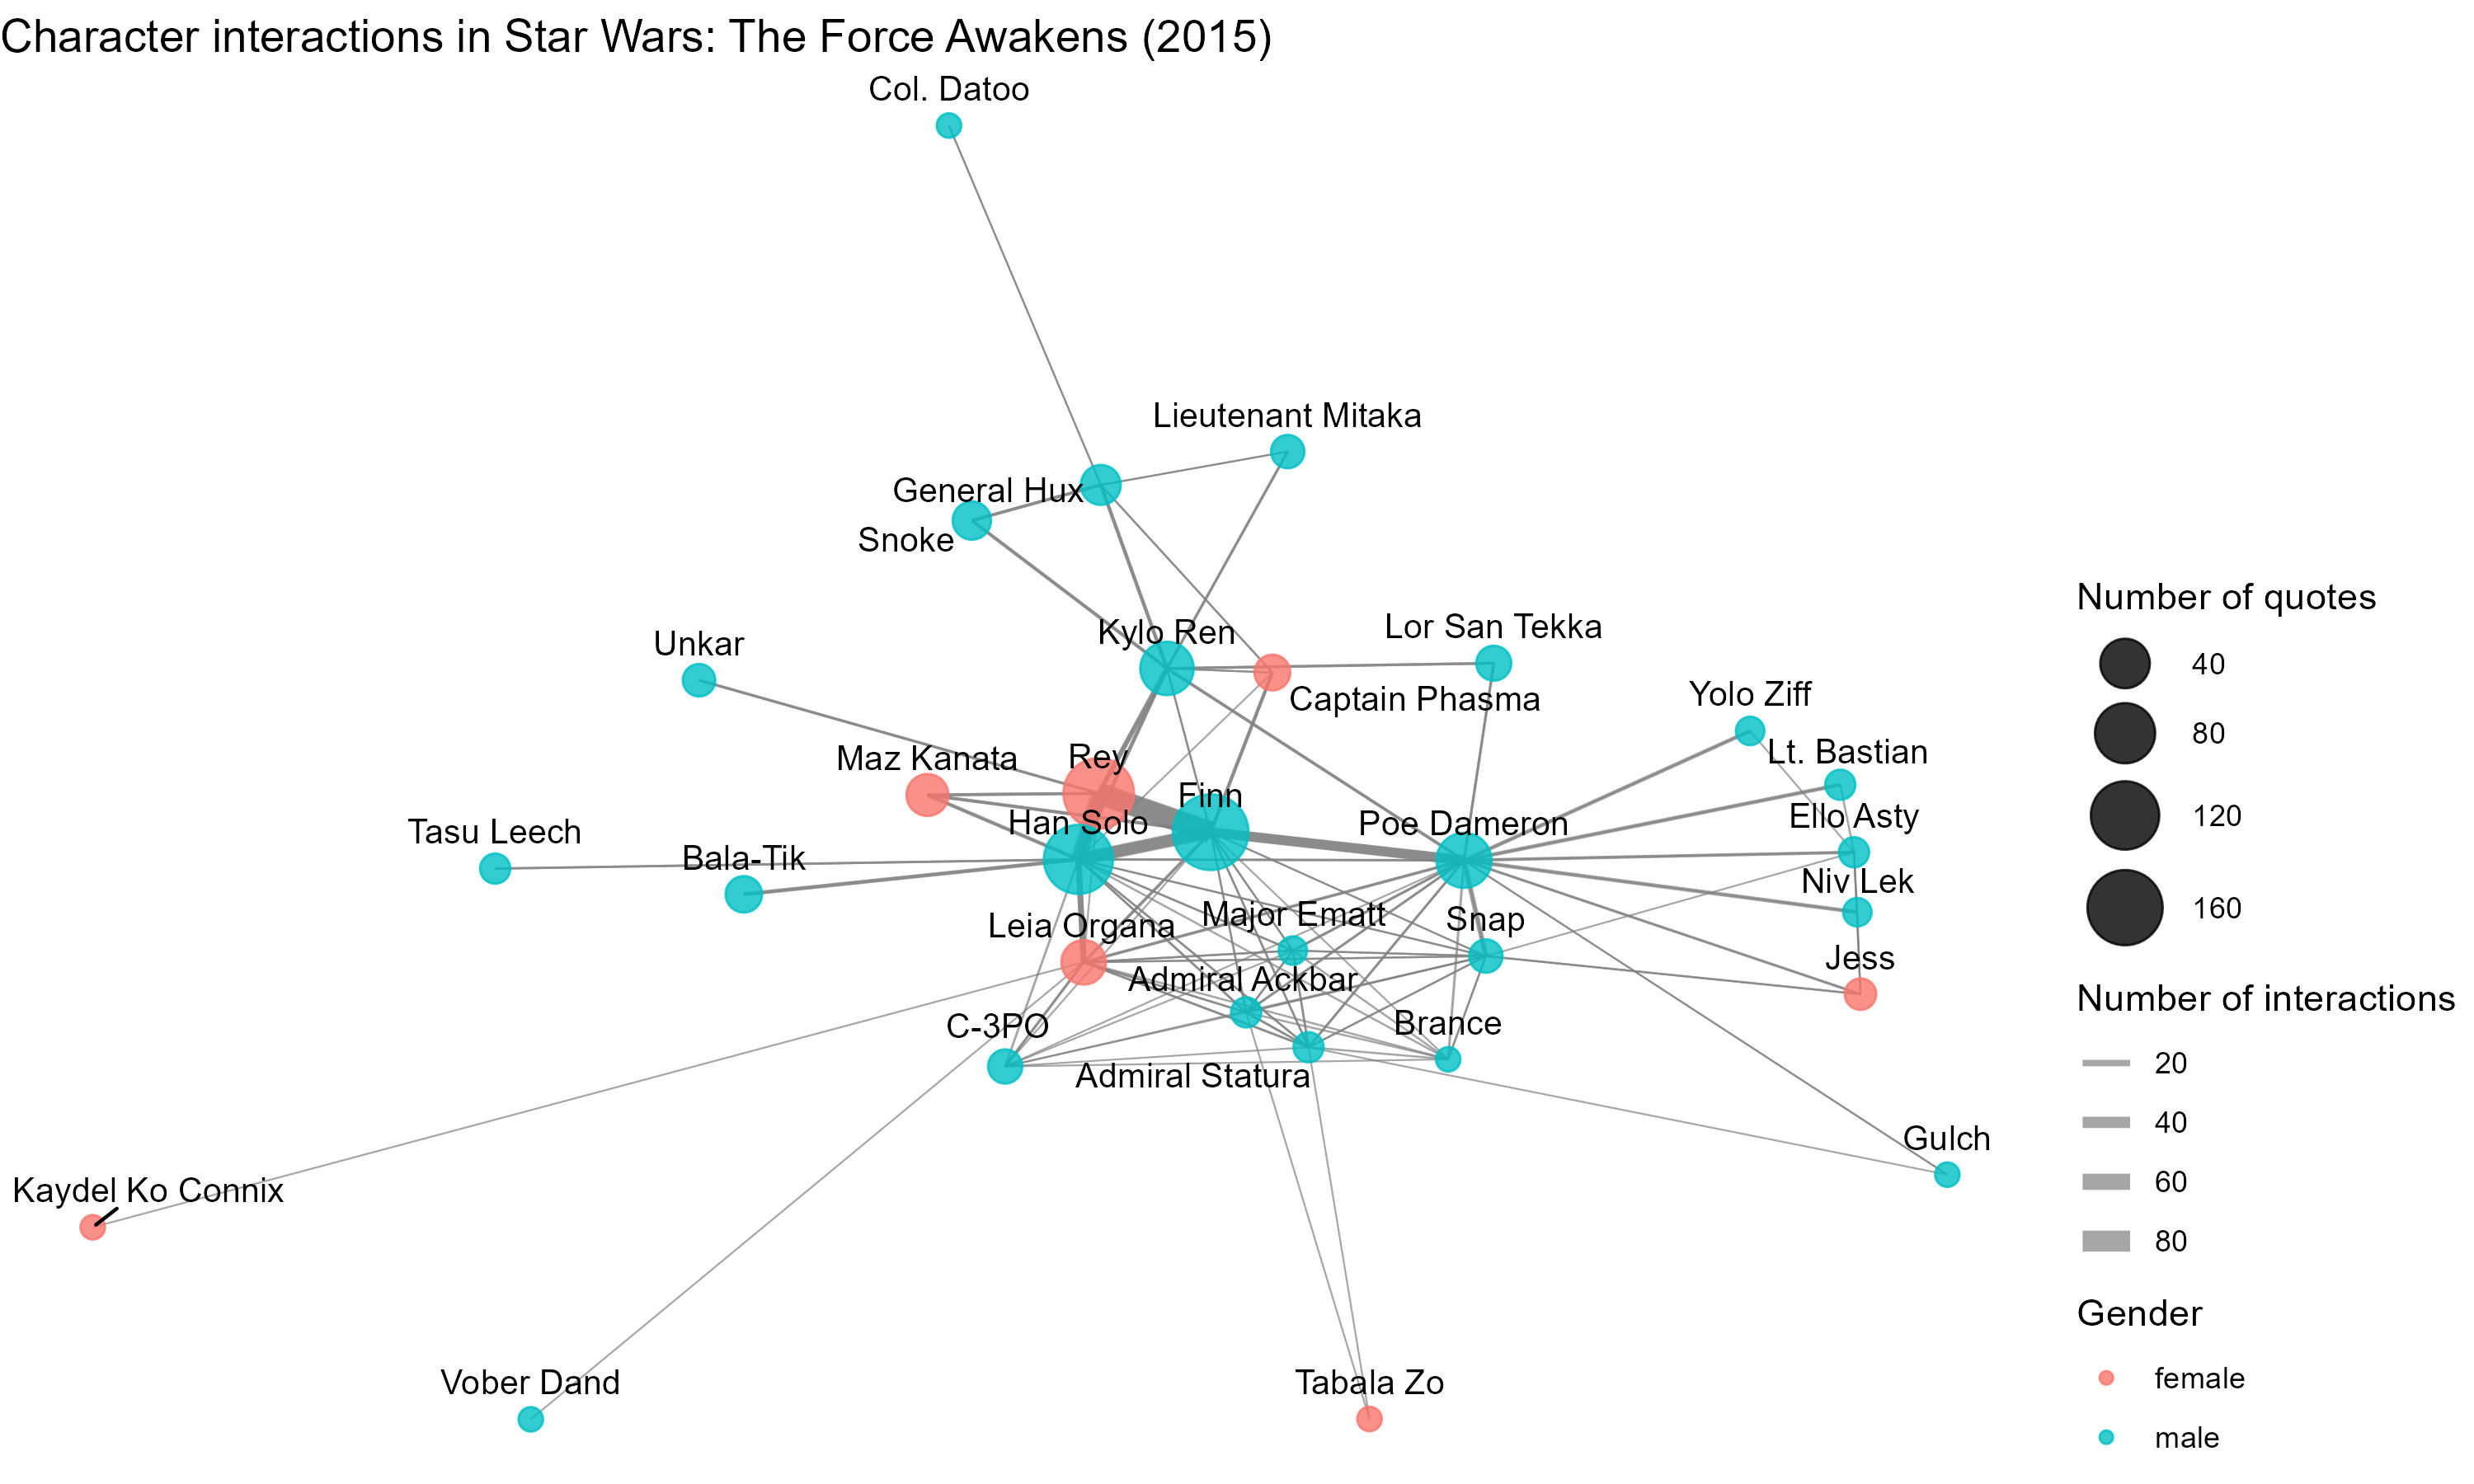 Character interactions in Star Wars: The Force Awakens (2015)
Col. Datoo
Lieutenant Mitaka
General Hux
Snoke
Kylo Ren
Lor San Tekka
Unkar
Captain Phasma
Yolo Ziff
Maz Kanata
Rey
Lt. Bastian
Finn
Ello Asty
Tasu Leech
Han Solo
Poe Dameron
Bala-Tik
Niv Lek
Leia Organa
Major Ematt
Snap
Jess
Admiral Ackbar
C-3PO
Brance
Admiral Statura
Gulch
Kaydel Ko Connix
Vober Dand
Tabala Zo
Number of quotes
40
80
120
160
Number of interactions
20
40
60
80
Gender
female
male